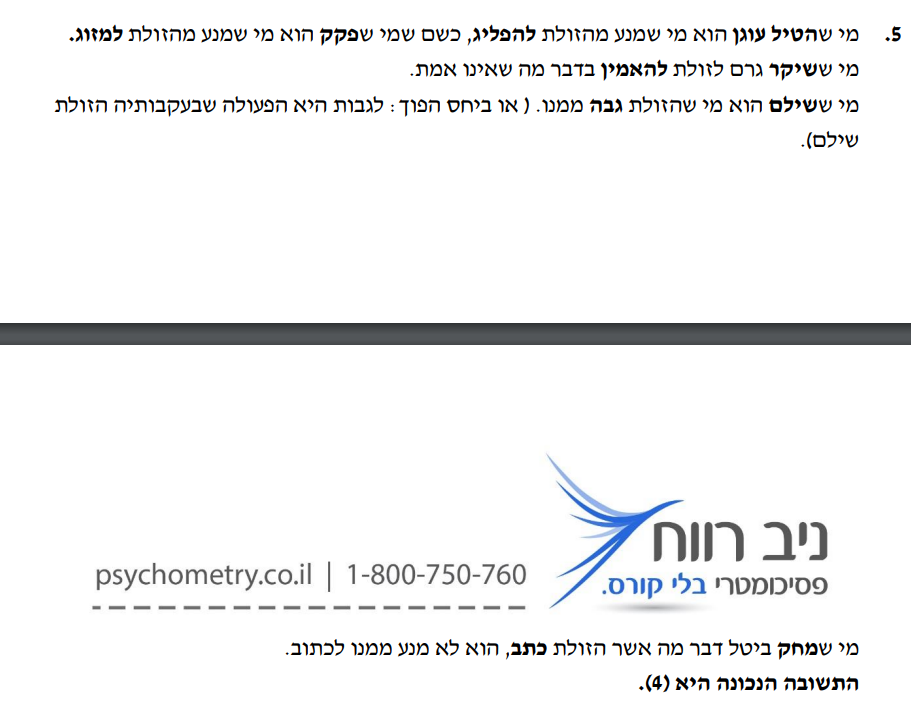 5. מי שהטיל עוגן הוא מי שמנע מהזולת להפליג, כשם שמי שפקק הוא מי שמנע מהזולת למזוג.
מי ששיקר גרם לזולת להאמין בדבר מה שאינו אמת.
מי ששילם הוא מי שהזולת גבה ממנו. ( או ביחס הפוך: לגבות היא הפעולה שבעקבותיה הזולת
שילם).
ניב רווח
פסיכומטרי בלי קורס.
psychometry.co.il | 1-800-750-760
מי שמחק ביטל דבר מה אשר הזולת כתב, הוא לא מנע ממנו לכתוב.
התשובה הנכונה היא (4).